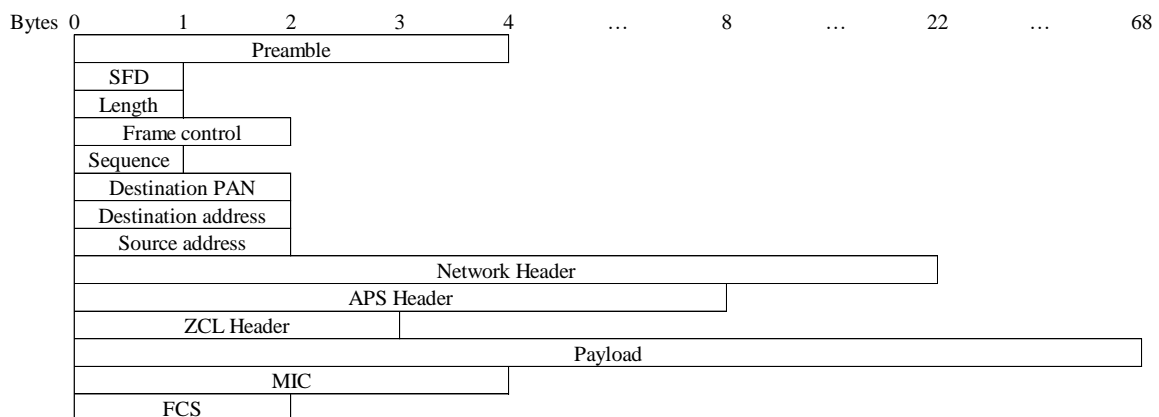 Bytes 0 1 2 3 4 … 8 … 22 … 68
Preamble
SFD
Length
Frame control
Sequence
Destination PAN
Destination address
Source address
Network Header
APS Header
ZCL Header
Payload
MIC
FCS